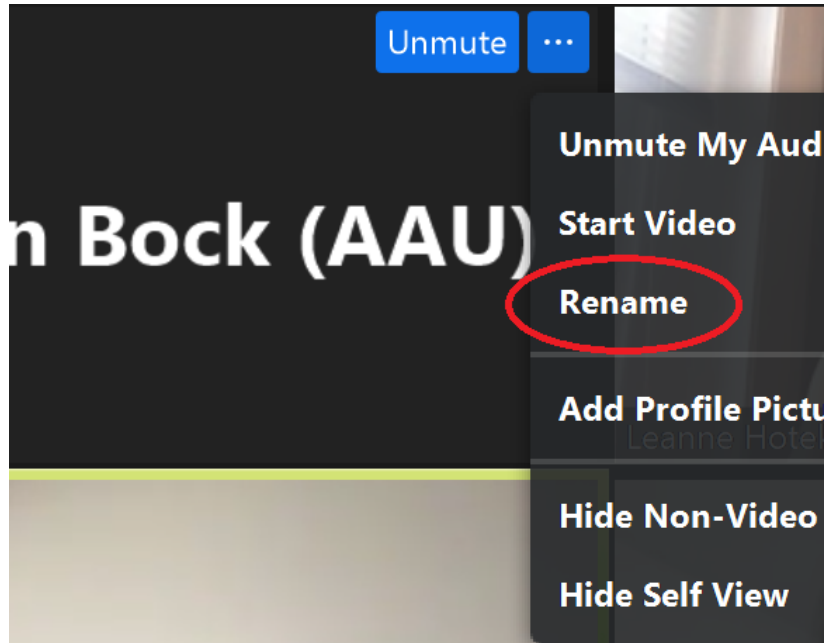 Unmute ...
Unmute My Aud
n Bock (AAU)
Start Video
Rename
Add Profile Pictu
Leanne Hotek
Hide Non-Video
Hide Self View